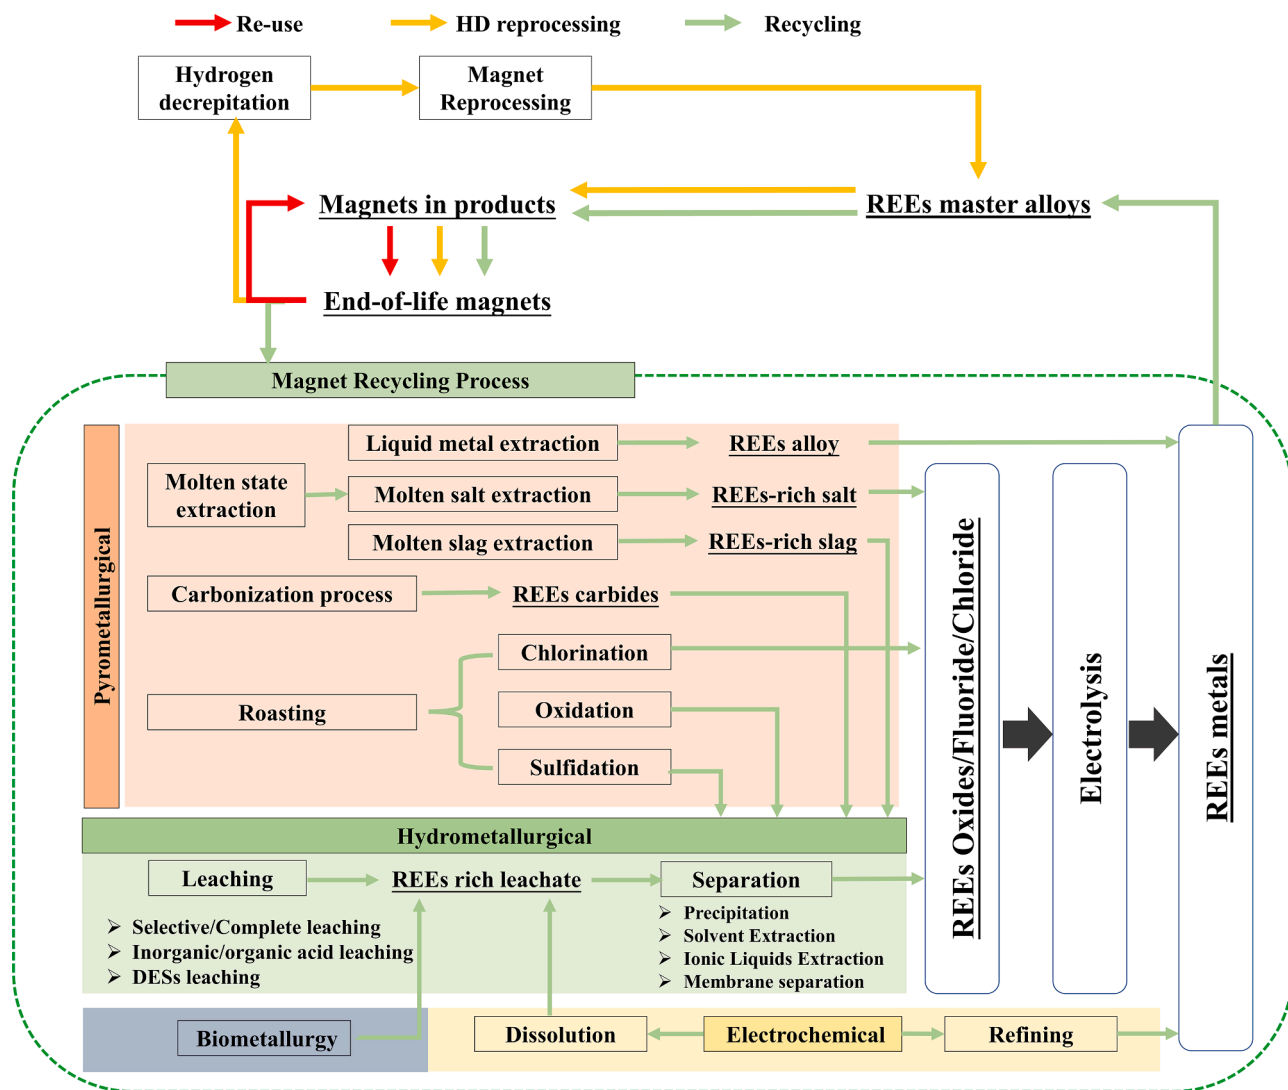 Re-use
HD reprocessing
Recycling
Hydrogen
decrepitation
Magnet
Reprocessing
Magnets in products
REEs master alloys
End-of-life magnets
Magnet Recycling Process
Pyrometallurgical
Liquid metal extraction
REEs alloy
Molten state
extraction
Molten salt extraction
REEs-rich salt
Molten slag extraction
REEs-rich slag
Carbonization process
REEs carbides
Chlorination
Roasting
Oxidation
Sulfidation
REEs Oxides/Fluoride/Chloride
Electrolysis
REEs metals
Hydrometallurgical
Leaching
REEs rich leachate
Separation
➢ Selective/Complete leaching
➢ Inorganic/organic acid leaching
➢ DESs leaching
➢ Precipitation
➢ Solvent Extraction
➢ Ionic Liquids Extraction
➢ Membrane separation
Biometallurgy
Dissolution
Electrochemical
Refining